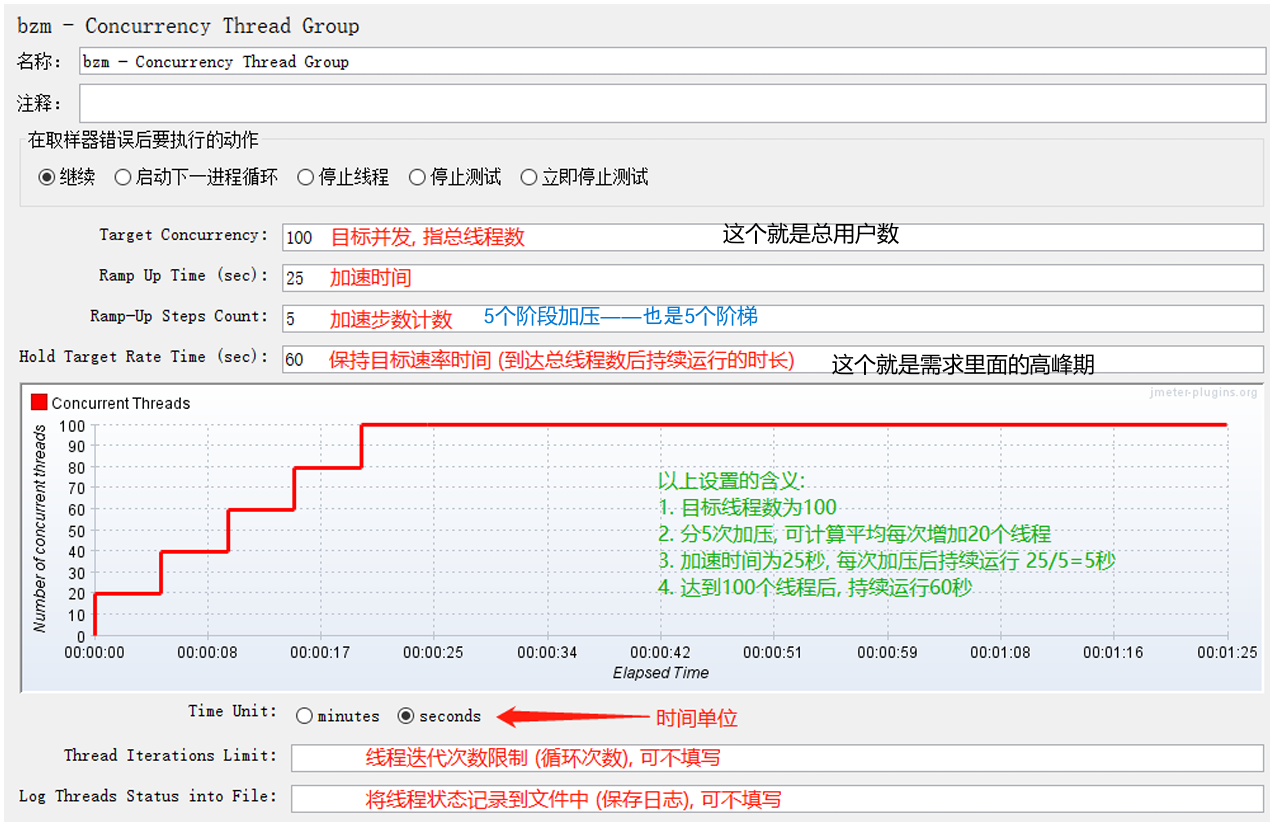 bzm - Concurrency Thread Group
名称： bzm - Concurrency Thread Group
注释：
在取样器错误后要执行的动作
继续 启动下一进程循环 停止线程 停止测试 立即停止测试
Target Concurrency: 100 目标并发, 指总线程数 这个就是总用户数
Ramp Up Time (sec): 25 加速时间
Ramp-Up Steps Count: 5 加速步数计数 5个阶段加压——也是5个阶梯
Hold Target Rate Time (sec): 60 保持目标速率时间 (到达总线程数后持续运行的时长) 这个就是需求里面的高峰期
jmeter-plugins.org
Concurrent Threads
Number of concurrent threads
100
90
80
70
60
50
40
30
20
10
0
以上设置的含义:
1. 目标线程数为100
2. 分5次加压, 可计算平均每次增加20个线程
3. 加速时间为25秒, 每次加压后持续运行 25/5=5秒
4. 达到100个线程后, 持续运行60秒
00:00:00 00:00:08 00:00:17 00:00:25 00:00:34 00:00:42 00:00:51 00:00:59 00:01:08 00:01:16 00:01:25
Elapsed Time
Time Unit: minutes seconds 时间单位
Thread Iterations Limit: 线程迭代次数限制 (循环次数), 可不填写
Log Threads Status into File: 将线程状态记录到文件中 (保存日志), 可不填写